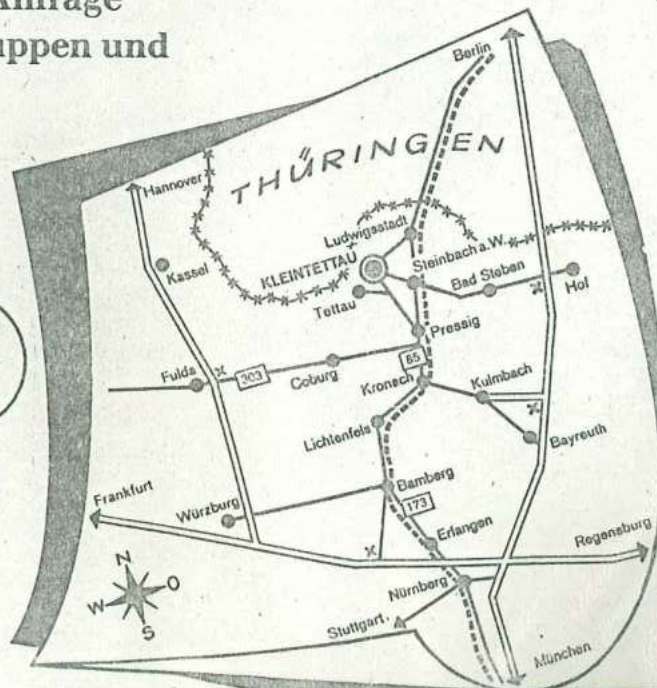 Anfrage
uppen und
Berlin
THÜRINGEN
Hannover
Ludwigsstadt
Kassel
KLEINTETTAU
Steinbach a.W.
Bad Steben
Hof
Tettau
Pressig
Fulda
303
Coburg
85
Kronach
Kulmbach
Lichtenfels
Bayreuth
Bamberg
Frankfurt
Würzburg
173
Erlangen
Regensburg
N
W O
S
Nürnberg
Stuttgart
München